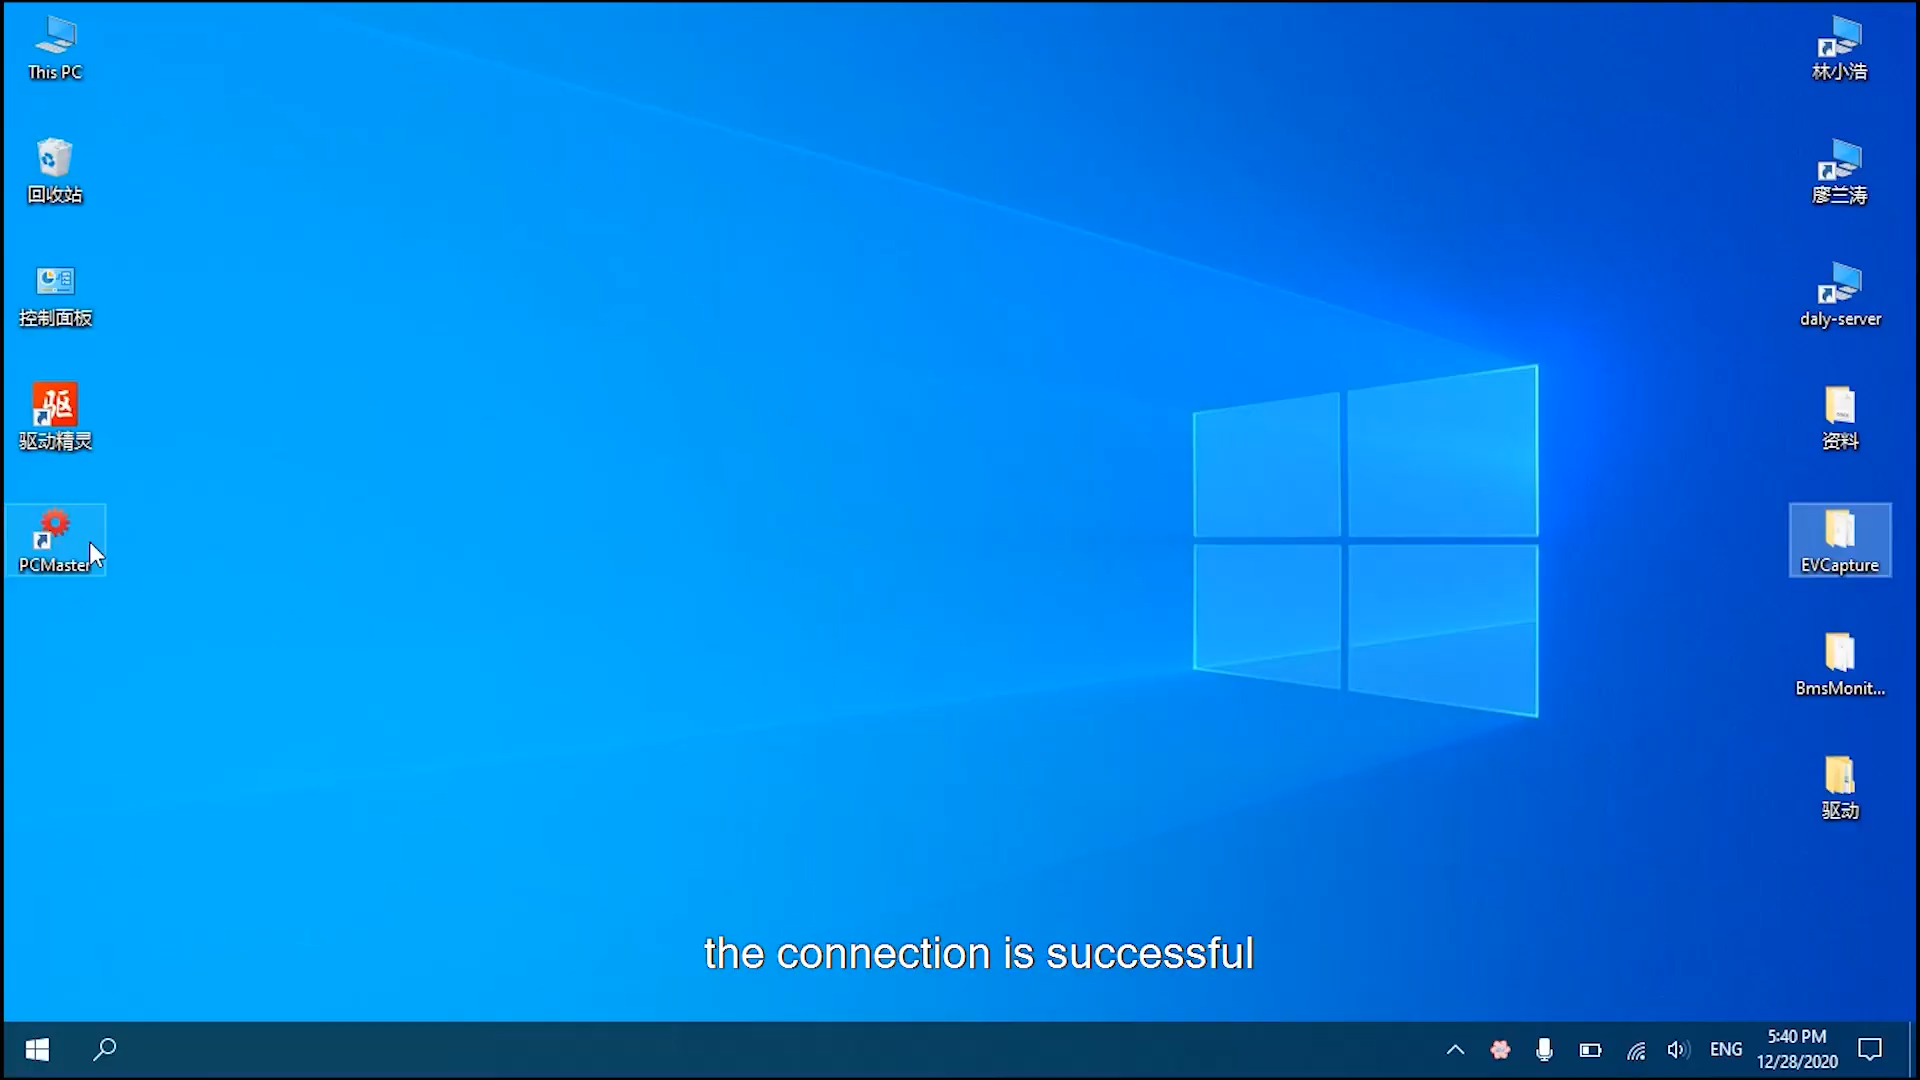 This PC
回收站
控制面板
驱
驱动精灵
PCMaster
林小浩
廖兰涛
daly-server
资料
EVCapture
BmsMonit...
驱动
the connection is successful
ENG
5:40 PM
12/28/2020